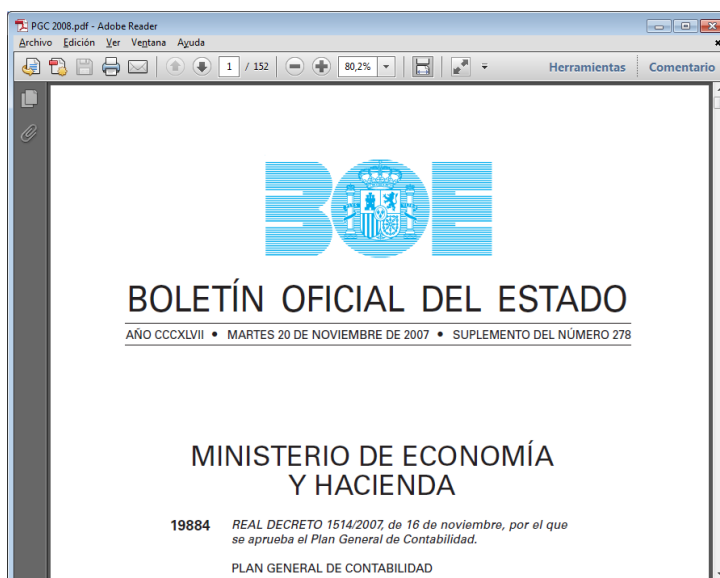 PGC 2008.pdf - Adobe Reader
Archivo Edición Ver Ventana Ayuda
1 / 152 80,2% Herramientas Comentario
BOE
BOLETÍN OFICIAL DEL ESTADO
AÑO CCCXLVII • MARTES 20 DE NOVIEMBRE DE 2007 • SUPLEMENTO DEL NÚMERO 278
MINISTERIO DE ECONOMÍA
Y HACIENDA
19884 REAL DECRETO 1514/2007, de 16 de noviembre, por el que
se aprueba el Plan General de Contabilidad.
PLAN GENERAL DE CONTABILIDAD